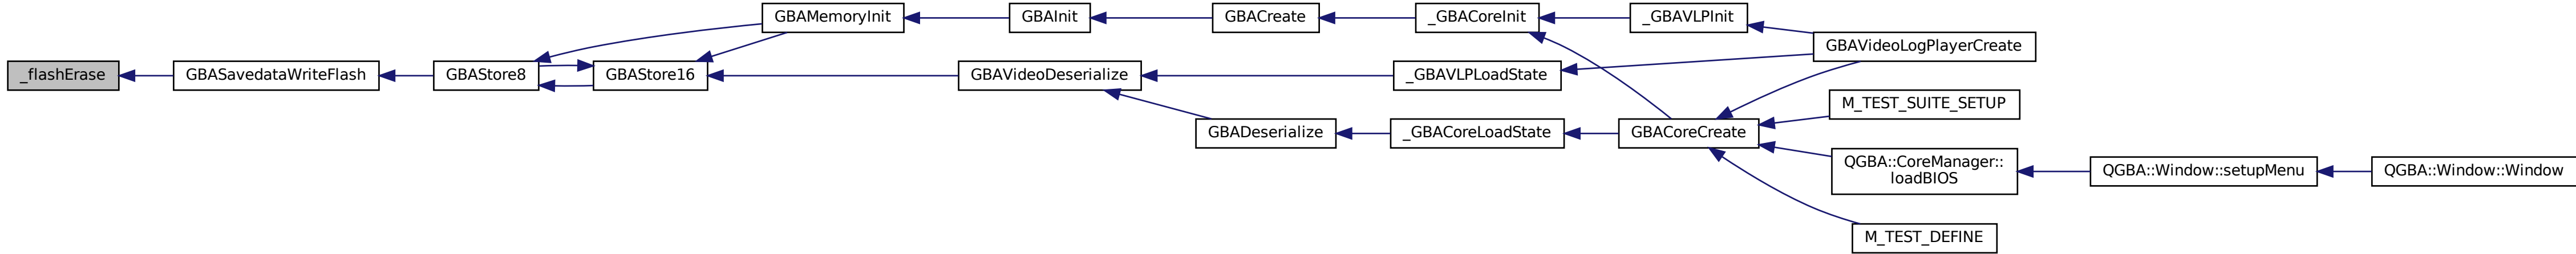 _flashErase
GBASavedataWriteFlash
GBAStore8
GBAStore16
GBAMemoryInit
GBAInit
GBACreate
_GBACoreInit
_GBAVLPInit
GBAVideoLogPlayerCreate
GBAVideoDeserialize
_GBAVLPLoadState
GBADeserialize
_GBACoreLoadState
GBACoreCreate
M_TEST_SUITE_SETUP
QGBA::CoreManager::
loadBIOS
QGBA::Window::setupMenu
QGBA::Window::Window
M_TEST_DEFINE